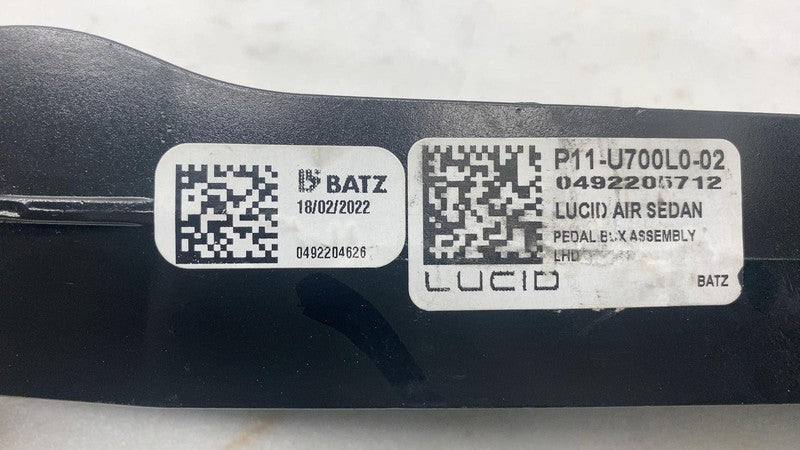 BATZ
18/02/2022
0492204626
P11-U700L0-02
0492205712
LUCID AIR SEDAN
PEDAL BOX ASSEMBLY
LHD
LUCID
BATZ